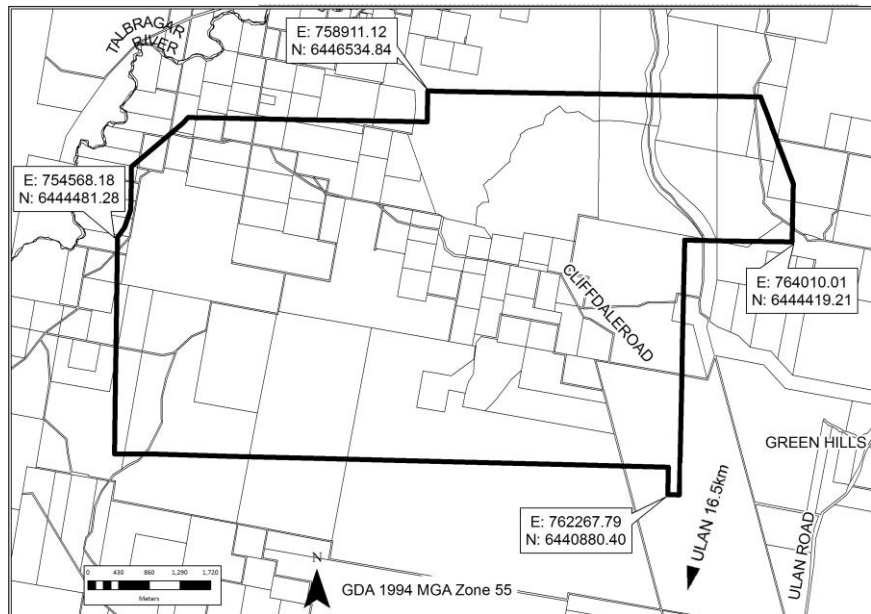 TALBRAGAR
RIVER
E: 758911.12
N: 6446534.84
E: 754568.18
N: 6444481.28
E: 764010.01
N: 6444419.21
CLIFFDALEROAD
GREEN HILLS
ULAN 16.5km
ULAN ROAD
E: 762267.79
N: 6440880.40
0 430 860 1,290 1,720
Meters
N
GDA 1994 MGA Zone 55